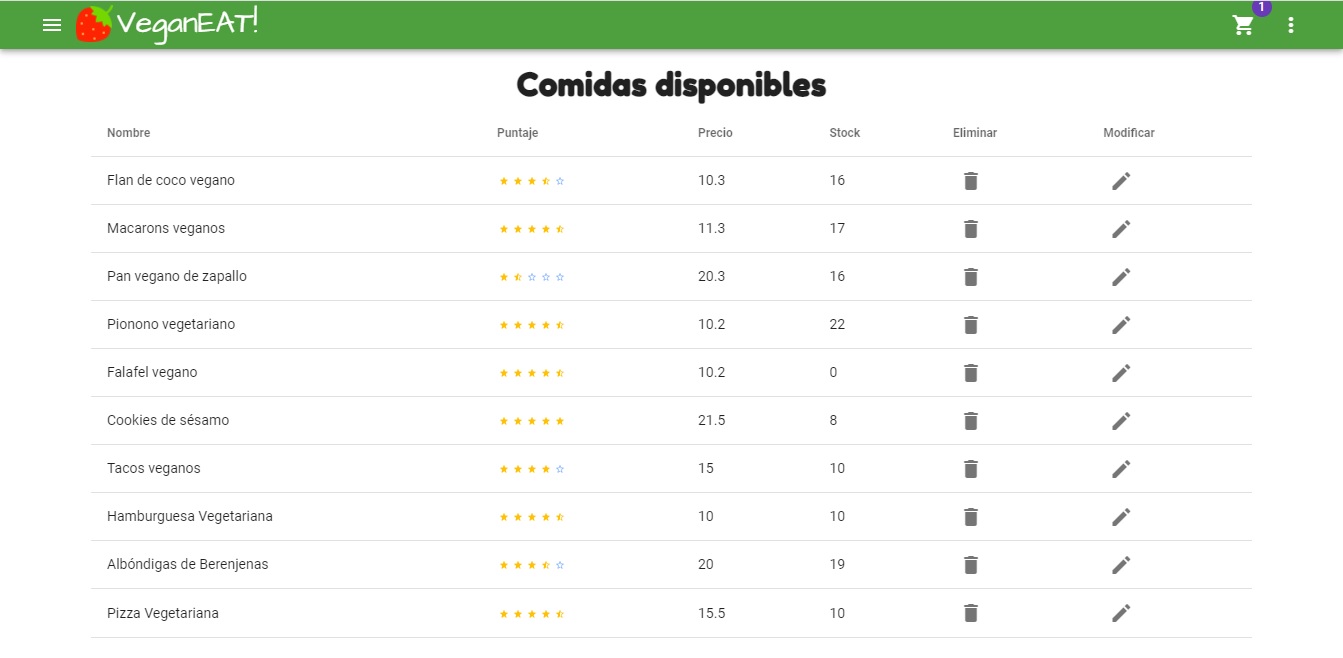 VeganEAT!
1
Comidas disponibles
Nombre Puntaje Precio Stock Eliminar Modificar
Flan de coco vegano 10.3 16
Macarons veganos 11.3 17
Pan vegano de zapallo 20.3 16
Pionono vegetariano 10.2 22
Falafel vegano 10.2 0
Cookies de sésamo 21.5 8
Tacos veganos 15 10
Hamburguesa Vegetariana 10 10
Albóndigas de Berenjenas 20 19
Pizza Vegetariana 15.5 10